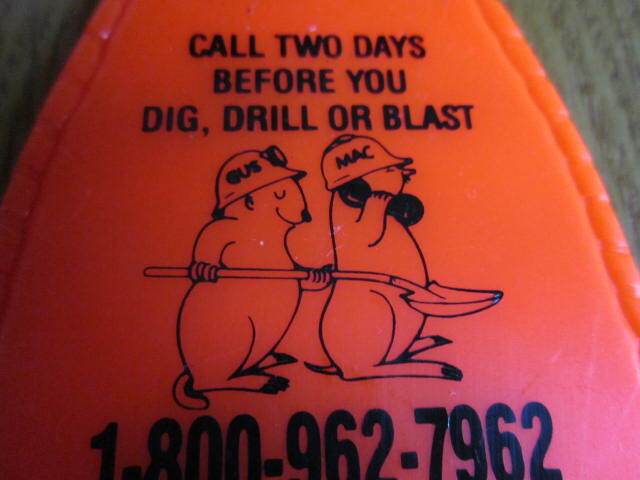 CALL TWO DAYS
BEFORE YOU
DIG, DRILL OR BLAST
GUS MAC
1-800-962-7962